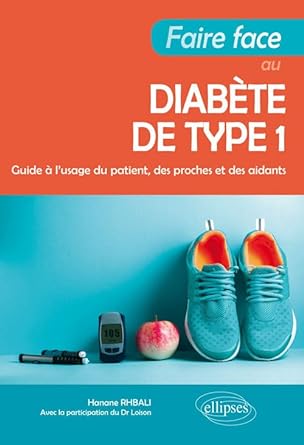 Faire face
au
DIABÈTE
DE TYPE 1
Guide à l'usage du patient, des proches et des aidants
105
Hanane RHBALI
Avec la participation du Dr Loison
ellipses